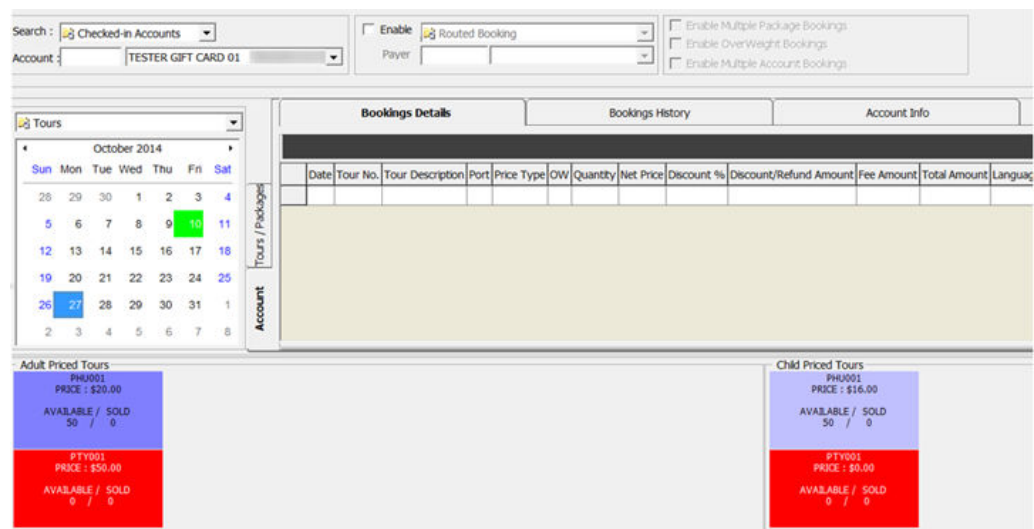 Search : Checked-in Accounts
Account : TESTER GIFT CARD 01
Enable Routed Booking
Payer
Enable Multiple Package Bookings
Enable OverWeight Bookings
Enable Multiple Account Bookings
Tours
October 2014
Sun Mon Tue Wed Thu Fri Sat
28 29 30 1 2 3 4
5 6 7 8 9 10 11
12 13 14 15 16 17 18
19 20 21 22 23 24 25
26 27 28 29 30 31 1
2 3 4 5 6 7 8
Tours / Packages
Account
Bookings Details Bookings History Account Info
Date Tour No. Tour Description Port Price Type OW Quantity Net Price Discount % Discount/Refund Amount Fee Amount Total Amount Languag
Adult Priced Tours
PHU001
PRICE : $20.00
AVAILABLE / SOLD
50 / 0
PTY001
PRICE : $50.00
AVAILABLE / SOLD
0 / 0
Child Priced Tours
PHU001
PRICE : $16.00
AVAILABLE / SOLD
50 / 0
PTY001
PRICE : $0.00
AVAILABLE / SOLD
0 / 0